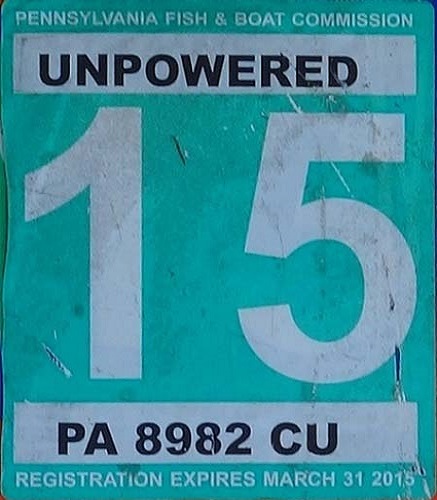 PENNSYLVANIA FISH & BOAT COMMISSION
UNPOWERED
15
PA 8982 CU
REGISTRATION EXPIRES MARCH 31 2015